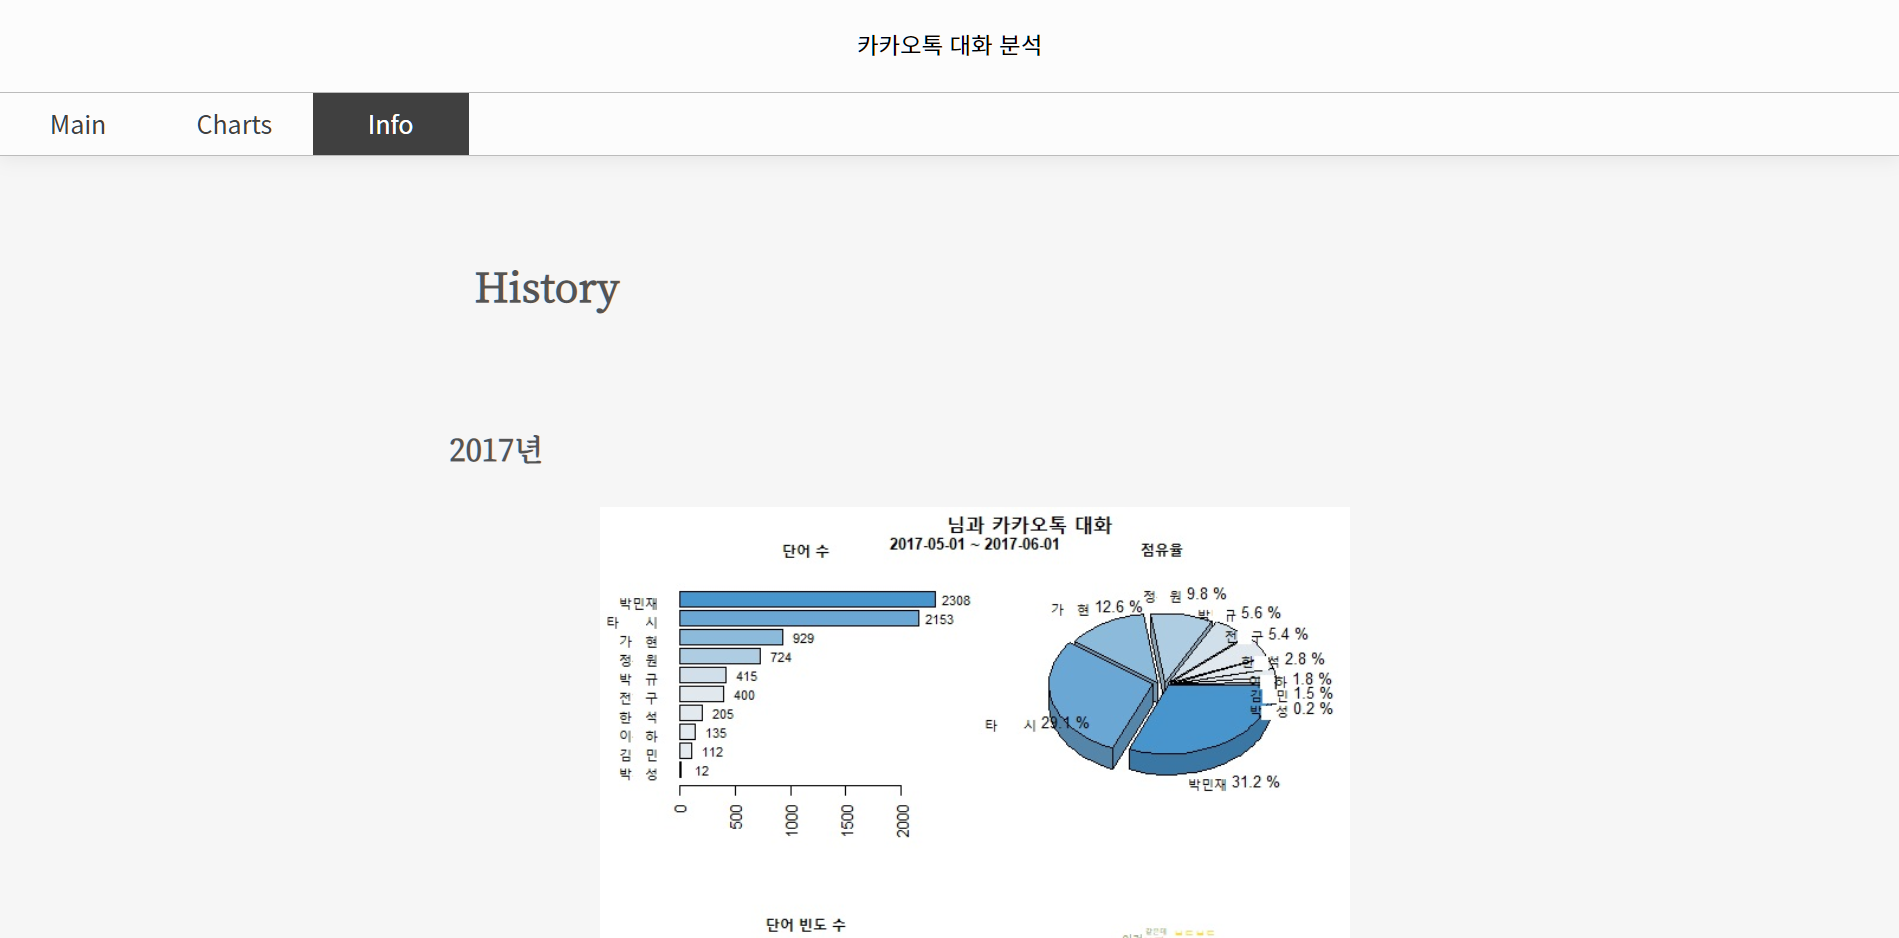 카카오톡 대화 분석
Main Charts Info
History
2017년
님과 카카오톡 대화
2017-05-01 ~ 2017-06-01
단어 수
점유율
박민재 2308
타 시 2153
가 현 929
정 원 724
박 규 415
전 구 400
한 석 205
이 하 135
김 민 112
박 성 12
0 500 1000 1500 2000
정 원 9.8 %
가 현 12.6 %
박 규 5.6 %
전 구 5.4 %
한 석 2.8 %
하 1.8 %
김 민 1.5 %
박 성 0.2 %
타 시 29.1 %
박민재 31.2 %
단어 빈도 수